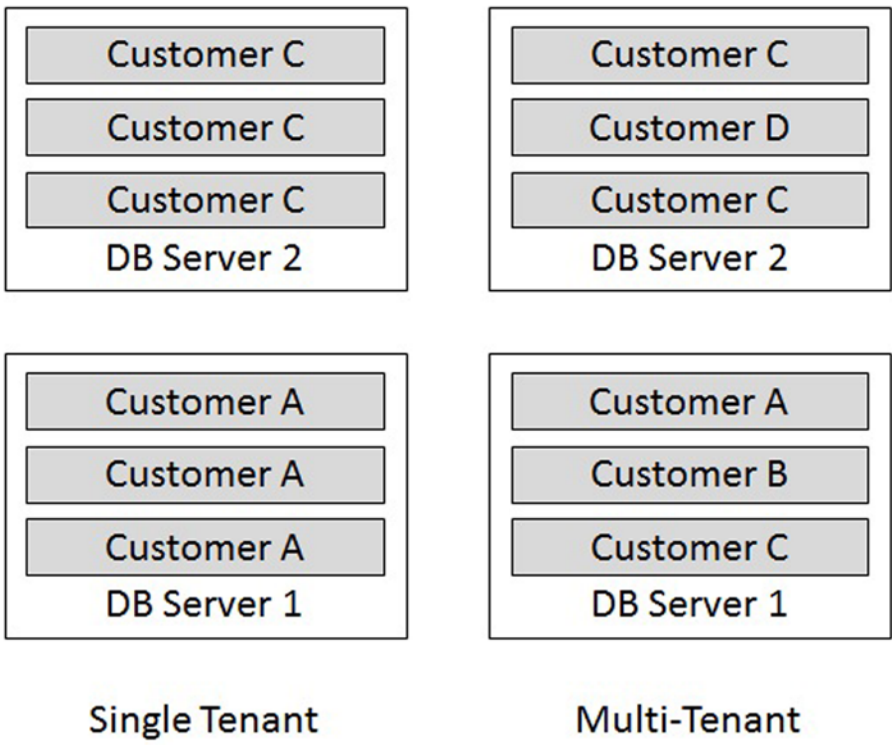 Customer C
Customer C
Customer C
DB Server 2
Customer C
Customer D
Customer C
DB Server 2
Customer A
Customer A
Customer A
DB Server 1
Customer A
Customer B
Customer C
DB Server 1
Single Tenant
Multi-Tenant